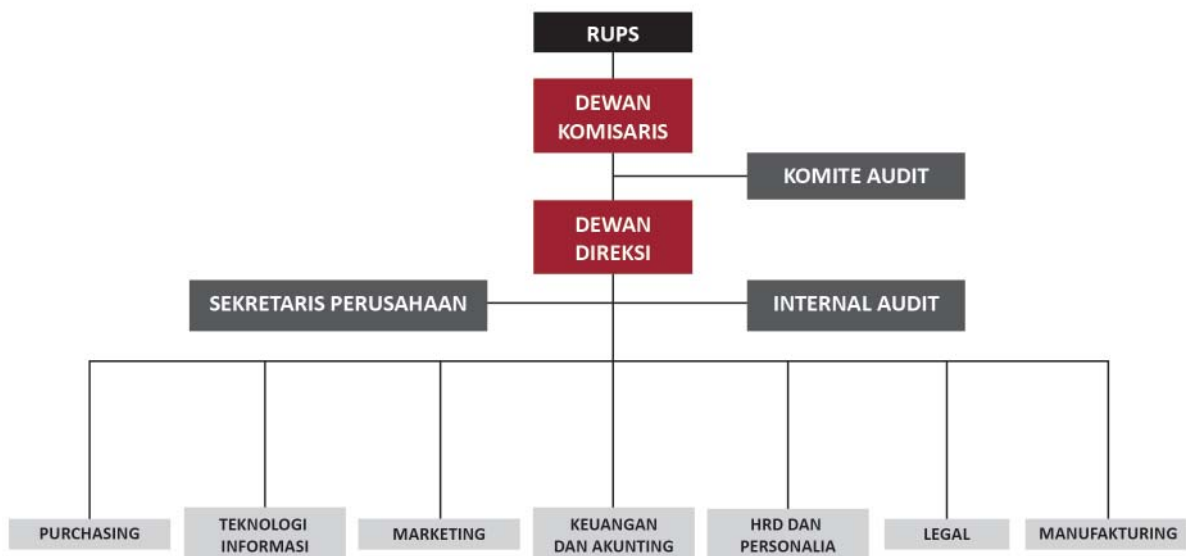 RUPS
DEWAN
KOMISARIS
KOMITE AUDIT
DEWAN
DIREKSI
SEKRETARIS PERUSAHAAN
INTERNAL AUDIT
PURCHASING
TEKNOLOGI
INFORMASI
MARKETING
KEUANGAN
DAN AKUNTING
HRD DAN
PERSONALIA
LEGAL
MANUFAKTURING